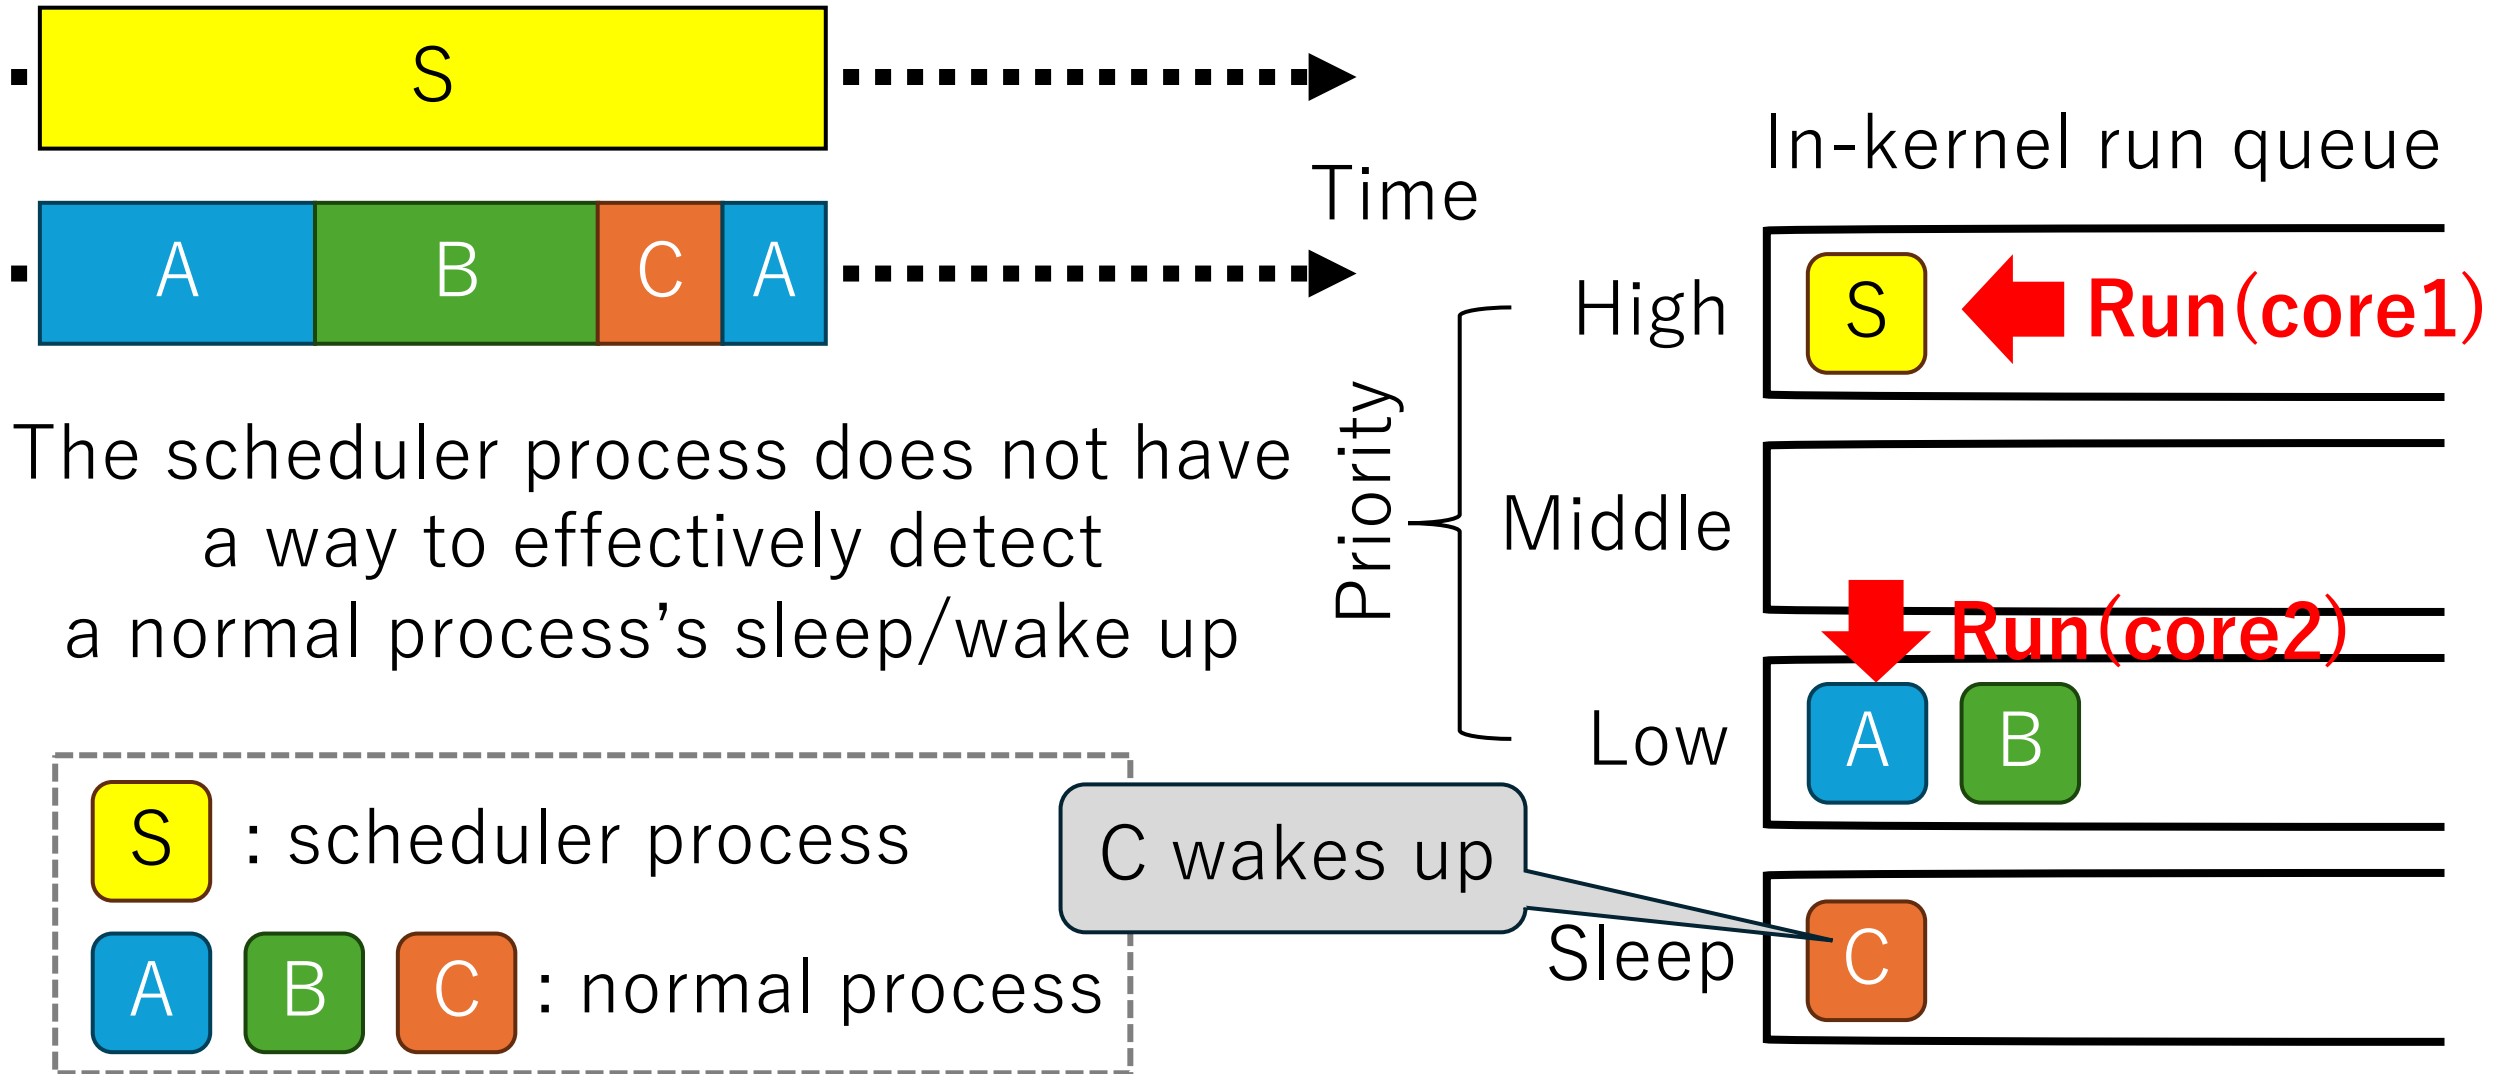 S
A B C A
Time
The scheduler process does not have
a way to effectively detect
a normal process’s sleep/wake up
S : scheduler process
A B C : normal process
In-kernel run queue
Priority
High
S
Run(core1)
Middle
Run(core2)
Low
A B
C wakes up
Sleep
C